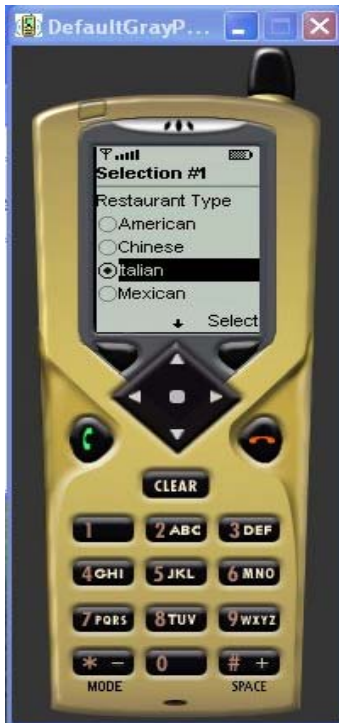 DefaultGrayP...
Selection #1
Restaurant Type
American
Chinese
Italian
Mexican
Select
CLEAR
1 2 ABC 3 DEF
4 GHI 5 JKL 6 MNO
7 PQRS 8 TUV 9 WXYZ
* - 0 # +
MODE SPACE